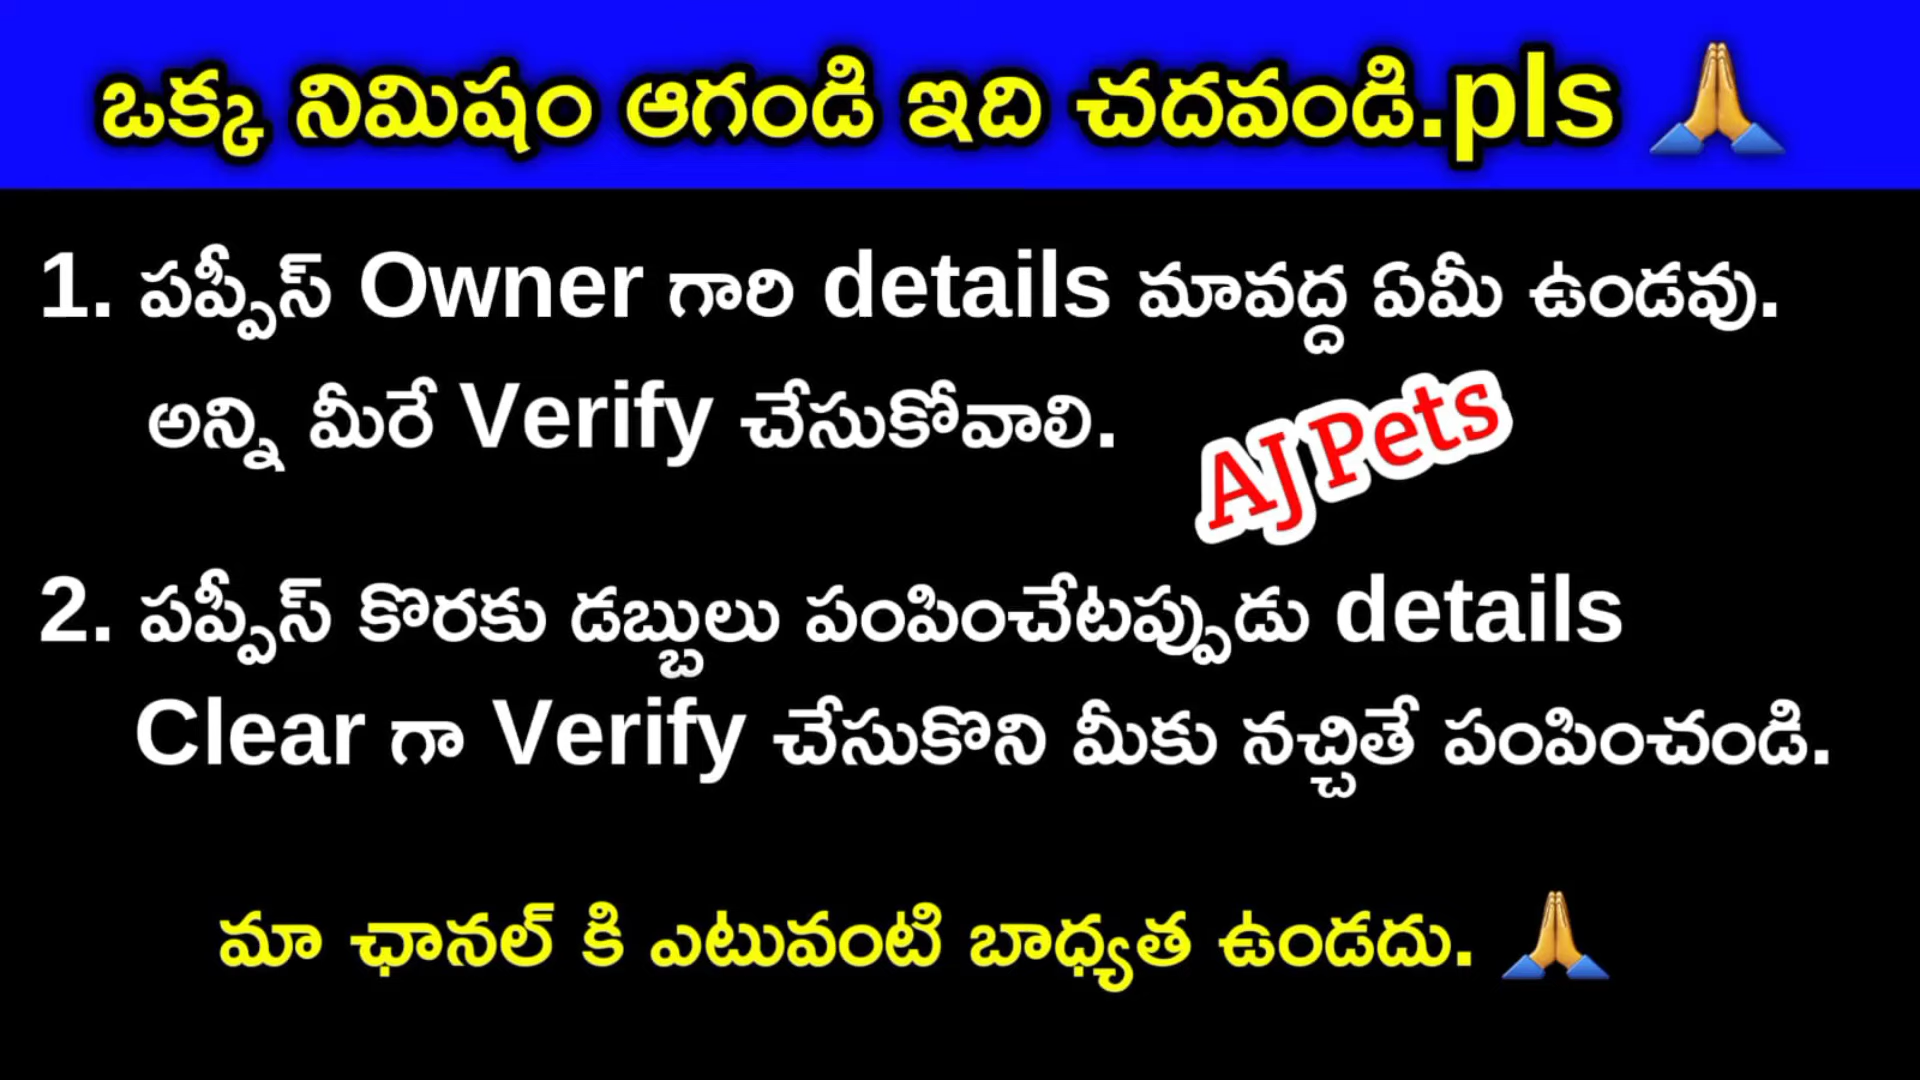 ఒక్క నిమిషం ఆగండి ఇది చదవండి.pls 🙏
1. పప్పీస్ Owner గారి details మావద్ద ఏమీ ఉండవు.
అన్ని మీరే Verify చేసుకోవాలి.
AJ Pets
2. పప్పీస్ కొరకు డబ్బులు పంపించేటప్పుడు details
Clear గా Verify చేసుకొని మీకు నచ్చితే పంపించండి.
మా ఛానల్ కి ఎటువంటి బాధ్యత ఉండదు. 🙏